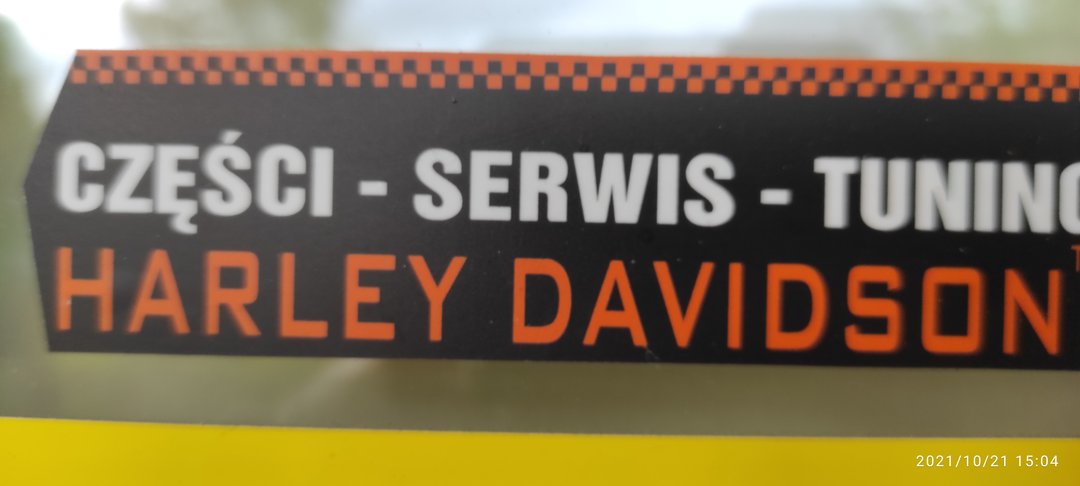 CZĘŚCI - SERWIS - TUNING
HARLEY DAVIDSON
2021/10/21 15:04